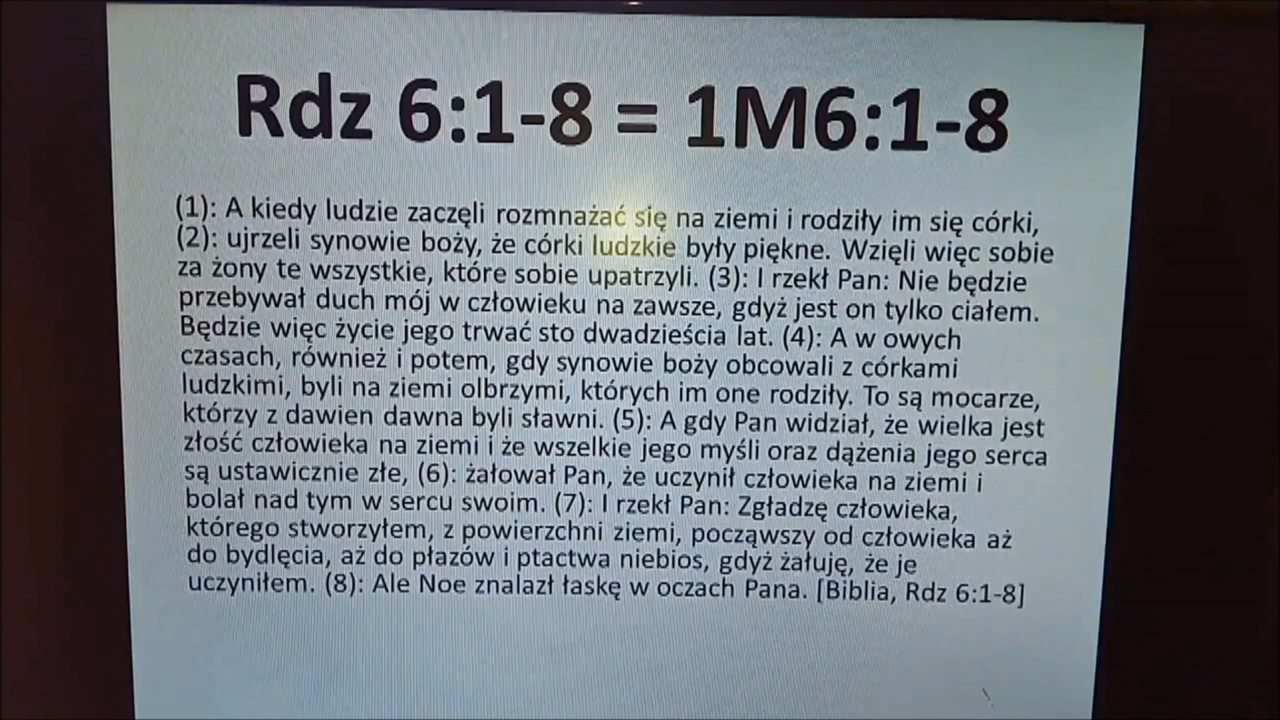 Rdz 6:1-8 = 1M6:1-8
(1): A kiedy ludzie zaczęli rozmnażać się na ziemi i rodziły im się córki,
(2): ujrzeli synowie boży, że córki ludzkie były piękne. Wzięli więc sobie
za żony te wszystkie, które sobie upatrzyli. (3): I rzekł Pan: Nie będzie
przebywał duch mój w człowieku na zawsze, gdyż jest on tylko ciałem.
Będzie więc życie jego trwać sto dwadzieścia lat. (4): A w owych
czasach, również i potem, gdy synowie boży obcowali z córkami
ludzkimi, byli na ziemi olbrzymi, których im one rodziły. To są mocarze,
którzy z dawien dawna byli sławni. (5): A gdy Pan widział, że wielka jest
złość człowieka na ziemi i że wszelkie jego myśli oraz dążenia jego serca
są ustawicznie złe, (6): żałował Pan, że uczynił człowieka na ziemi i
bolał nad tym w sercu swoim. (7): I rzekł Pan: Zgładzę człowieka,
którego stworzyłem, z powierzchni ziemi, począwszy od człowieka aż
do bydlęcia, aż do płazów i ptactwa niebios, gdyż żałuję, że je
uczyniłem. (8): Ale Noe znalazł łaskę w oczach Pana. [Biblia, Rdz 6:1-8]